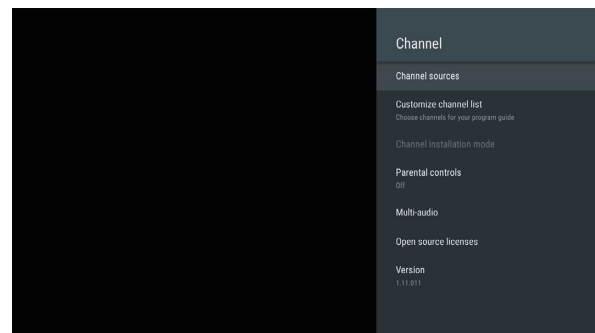 Channel
Channel sources
Customize channel list
Choose channels for your program guide
Channel installation mode
Parental controls
Off
Multi-audio
Open source licenses
Version
1.11.011